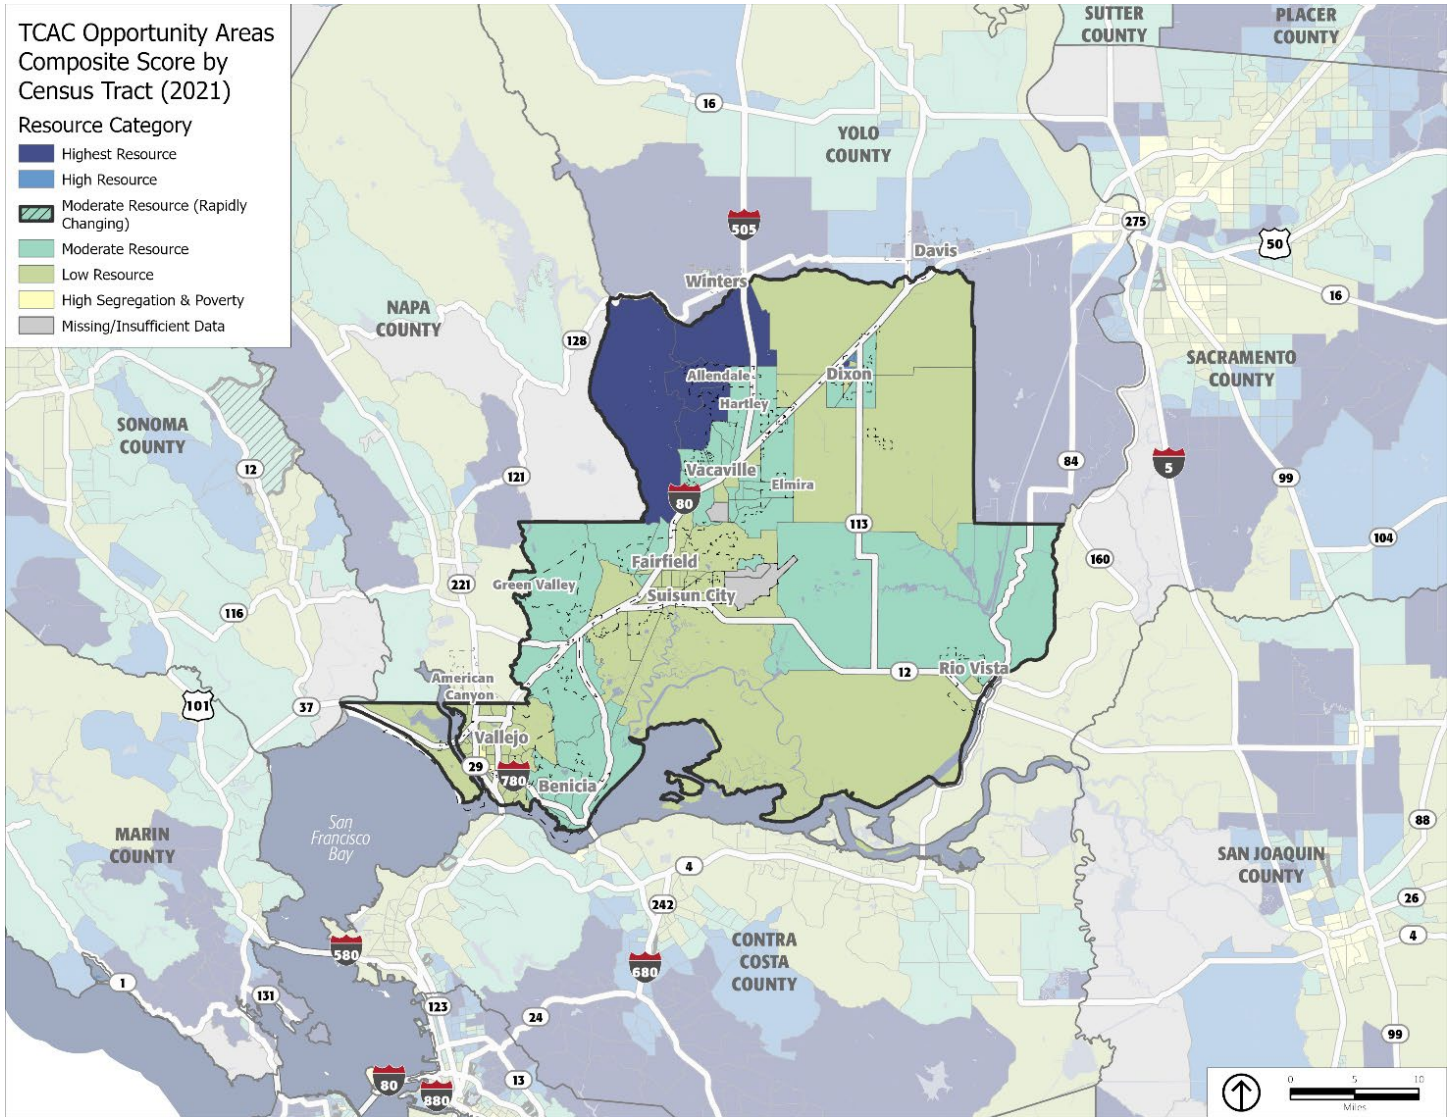 TCAC Opportunity Areas
Composite Score by
Census Tract (2021)
Resource Category
Highest Resource
High Resource
Moderate Resource (Rapidly
Changing)
Moderate Resource
Low Resource
High Segregation & Poverty
Missing/Insufficient Data
SUTTER
COUNTY
PLACER
COUNTY
16
YOLO
COUNTY
505
275
50
Davis
Winters
16
NAPA
COUNTY
128
SACRAMENTO
COUNTY
Allendale
Dixon
Hartley
SONOMA
COUNTY
12
121
Vacaville
Elmira
84
5
99
80
113
104
Fairfield
160
Green Valley
221
Suisun City
116
12
Rio Vista
American
Canyon
101
37
Vallejo
29
780
Benicia
San
Francisco
Bay
MARIN
COUNTY
88
SAN JOAQUIN
COUNTY
4
242
26
4
CONTRA
COSTA
COUNTY
580
680
1
131
123
24
99
13
80
880
0 5 10
Miles